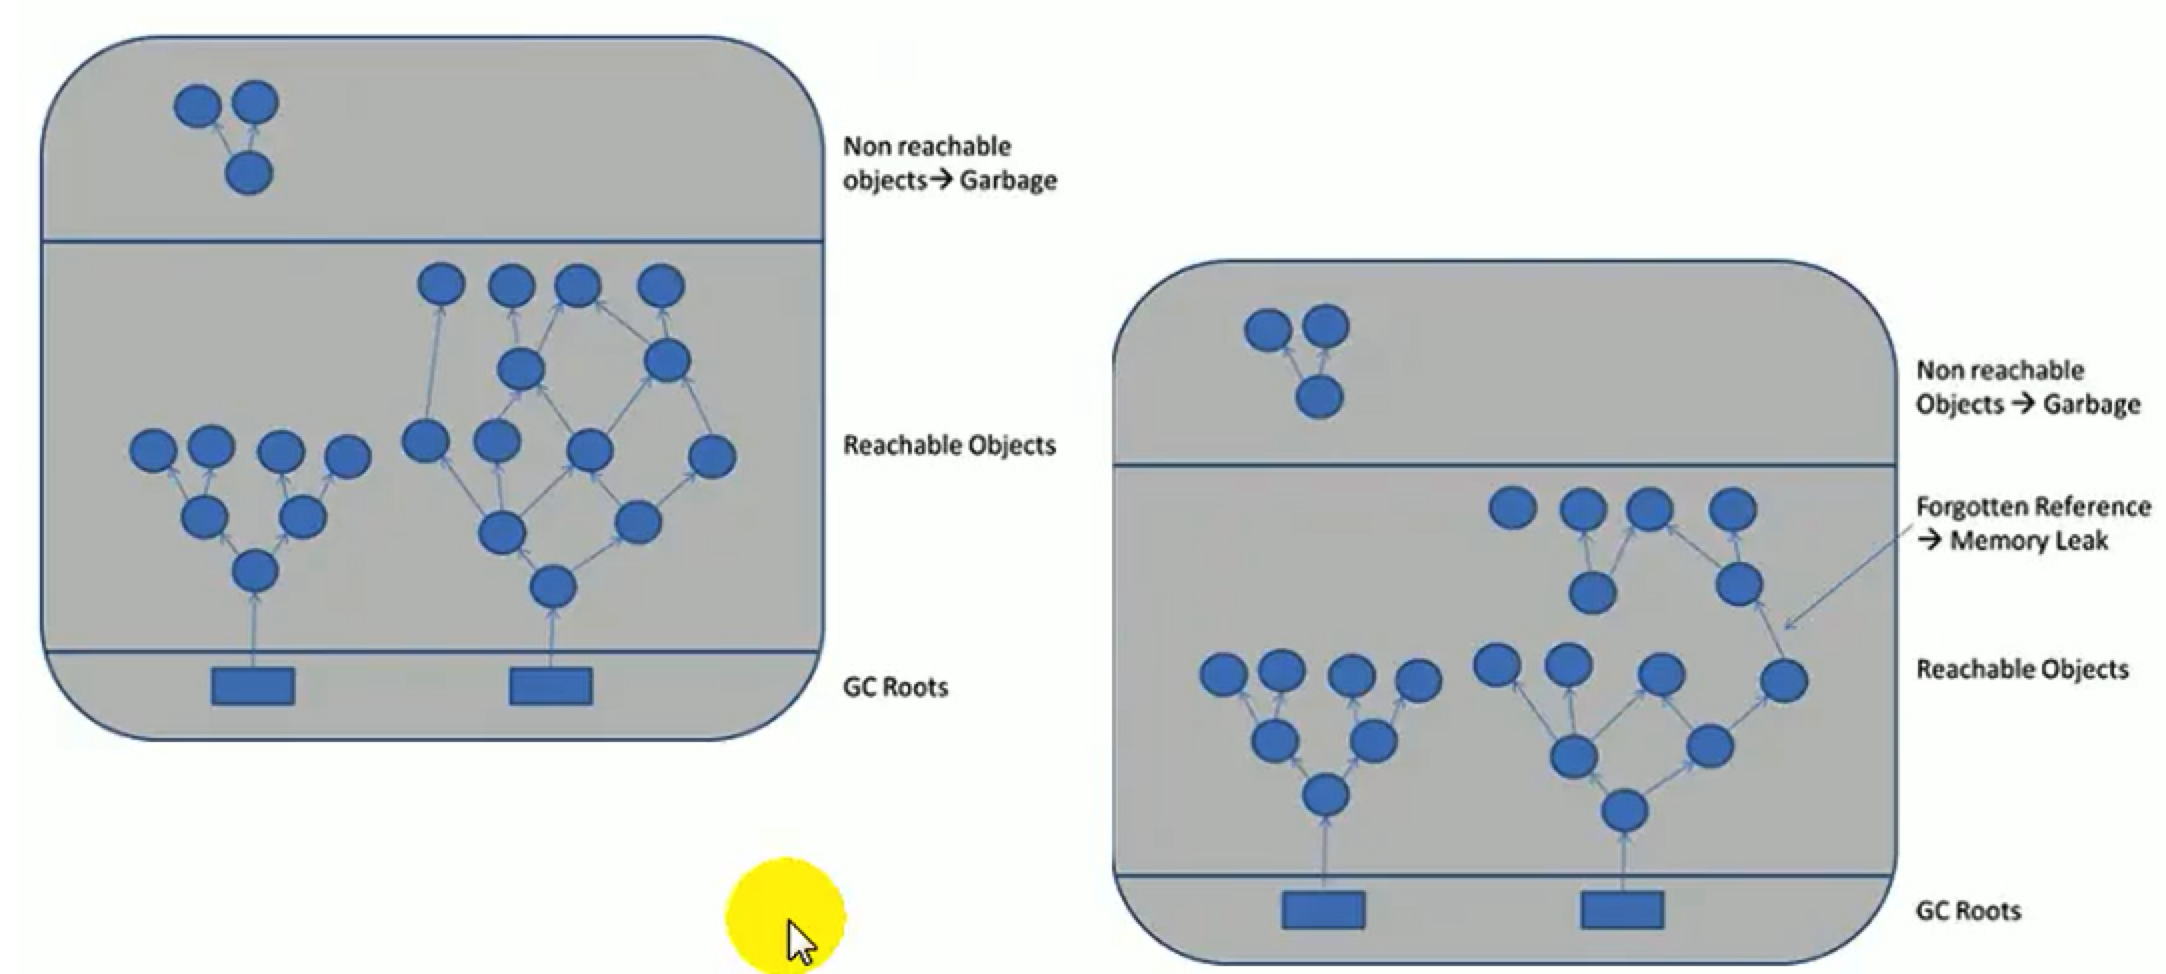 Non reachable
objects→ Garbage
Reachable Objects
GC Roots
Non reachable
Objects → Garbage
Forgotten Reference
→ Memory Leak
Reachable Objects
GC Roots